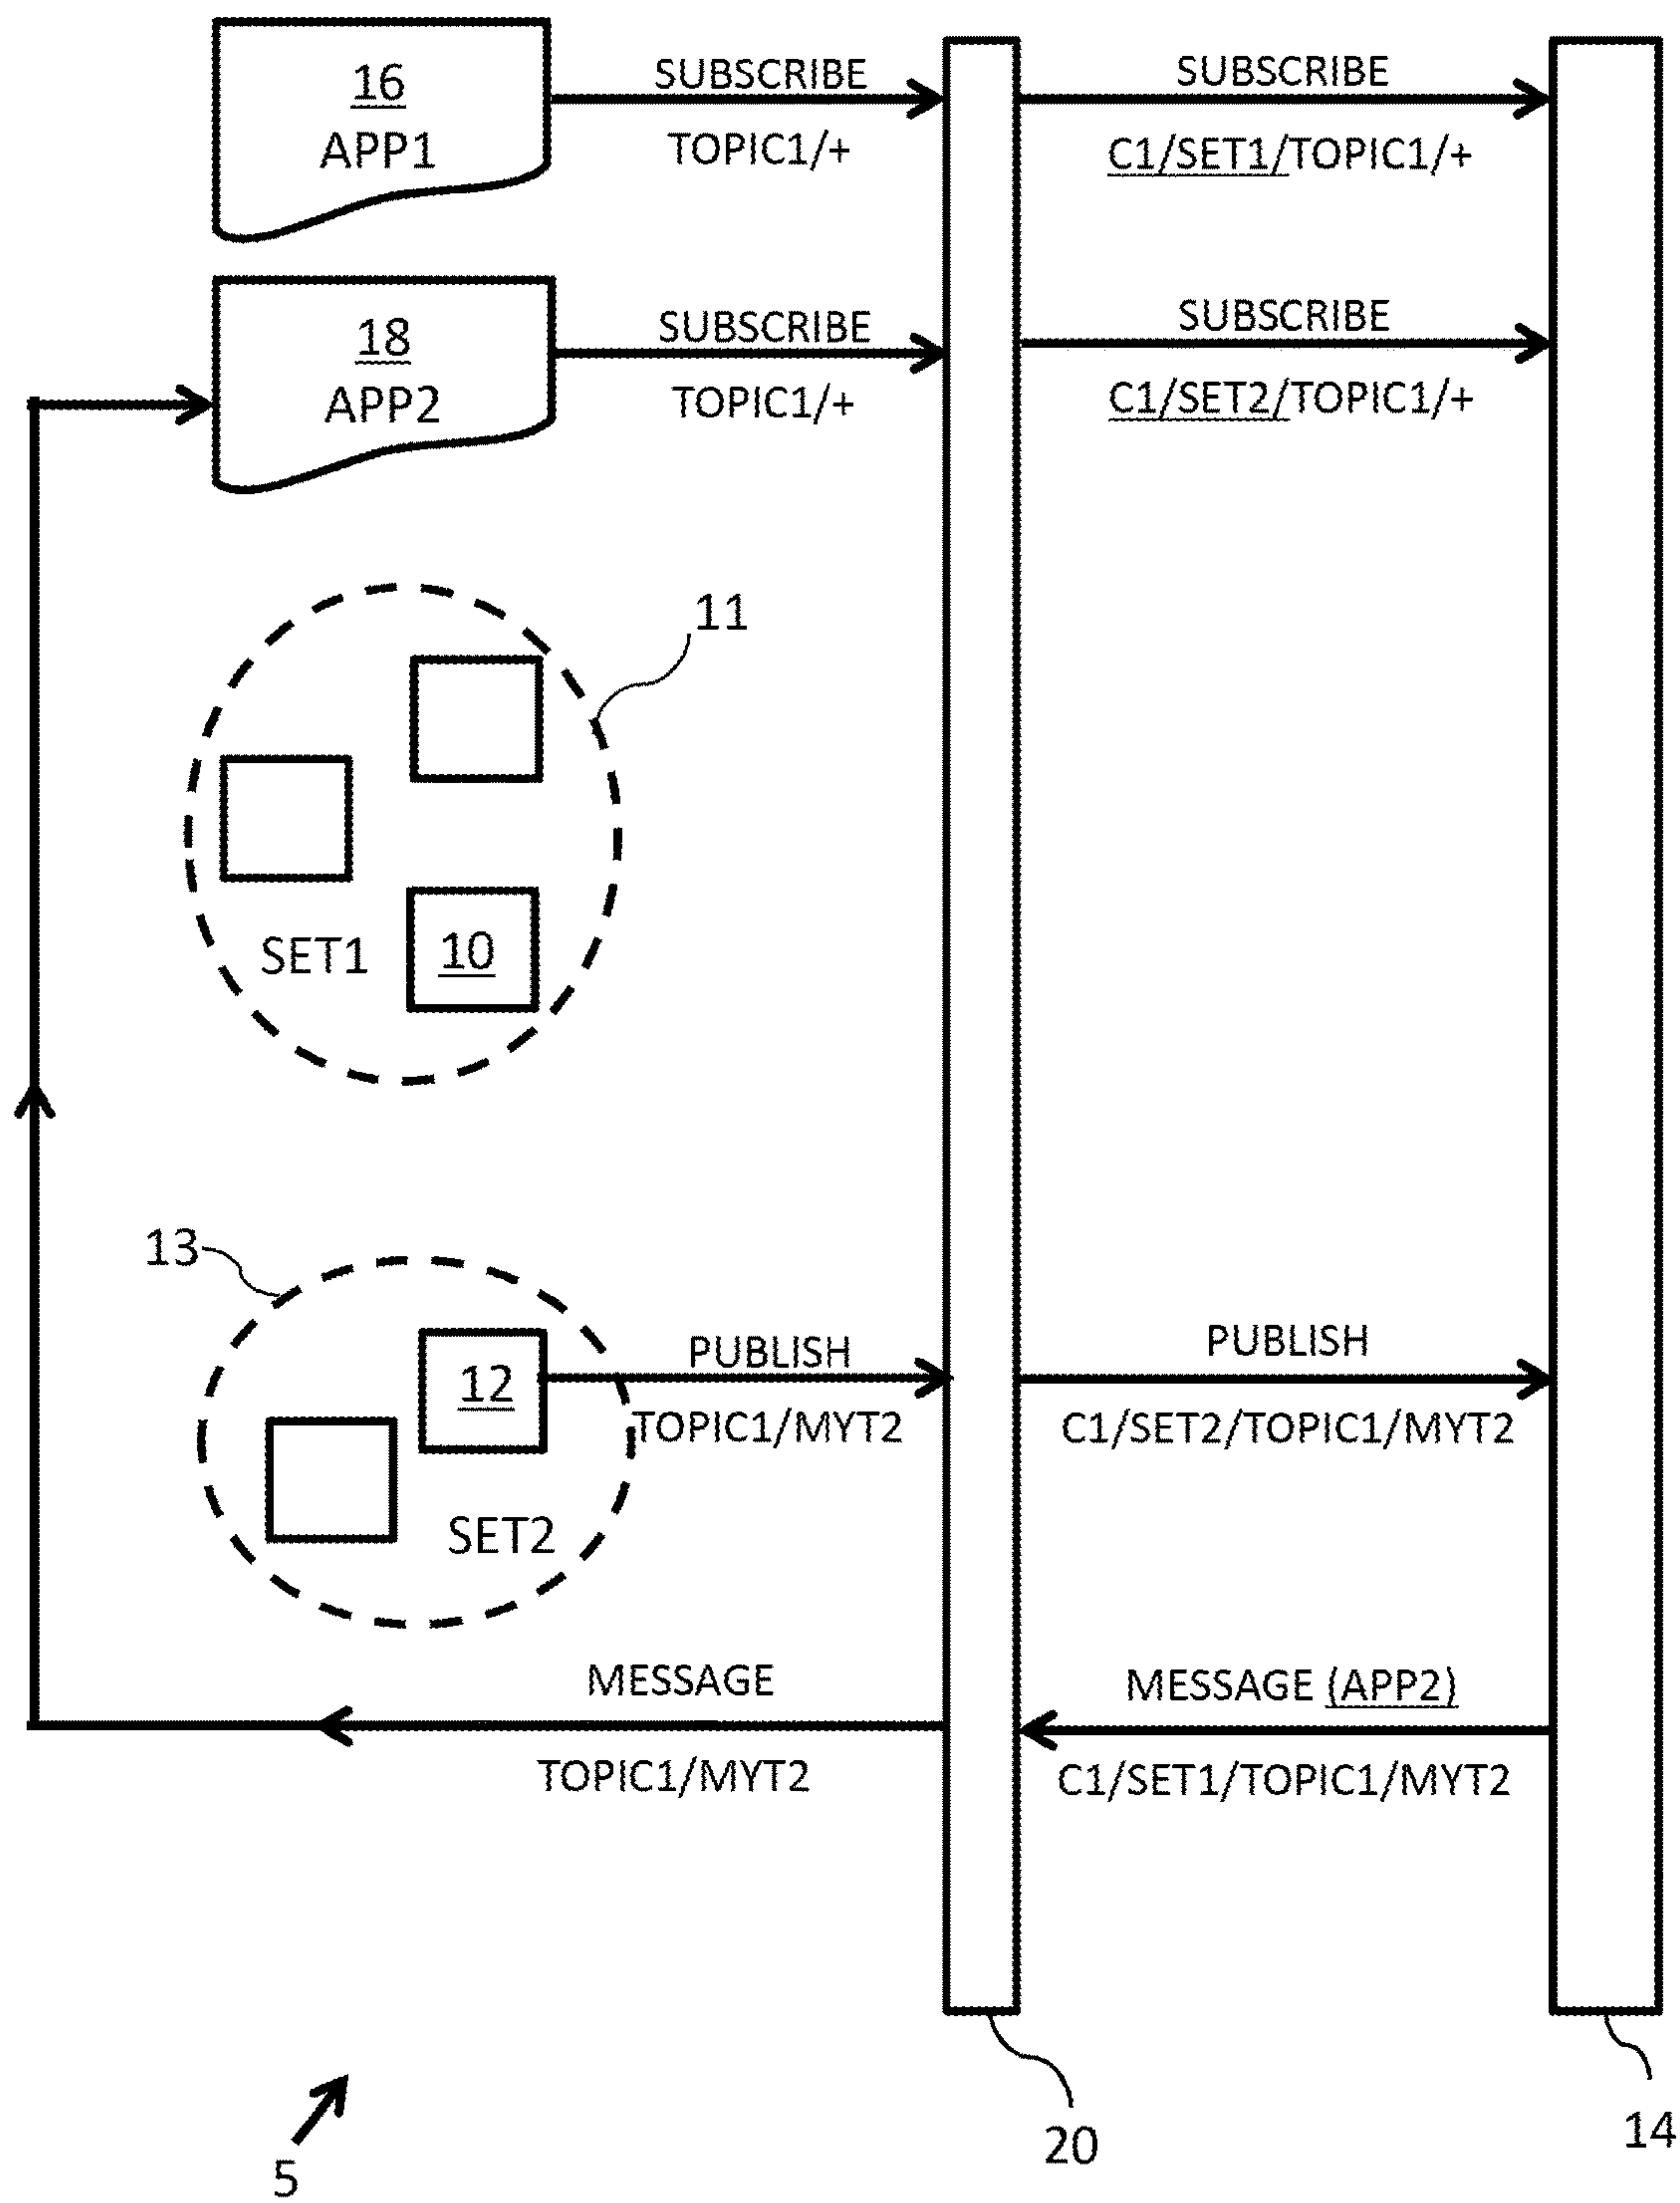 16
APP1
SUBSCRIBE
TOPIC1/+
SUBSCRIBE
C1/SET1/TOPIC1/+
18
APP2
SUBSCRIBE
TOPIC1/+
SUBSCRIBE
C1/SET2/TOPIC1/+
11
SET1
10
13
12
SET2
PUBLISH
TOPIC1/MYT2
PUBLISH
C1/SET2/TOPIC1/MYT2
MESSAGE
TOPIC1/MYT2
MESSAGE (APP2)
C1/SET1/TOPIC1/MYT2
5
20
14